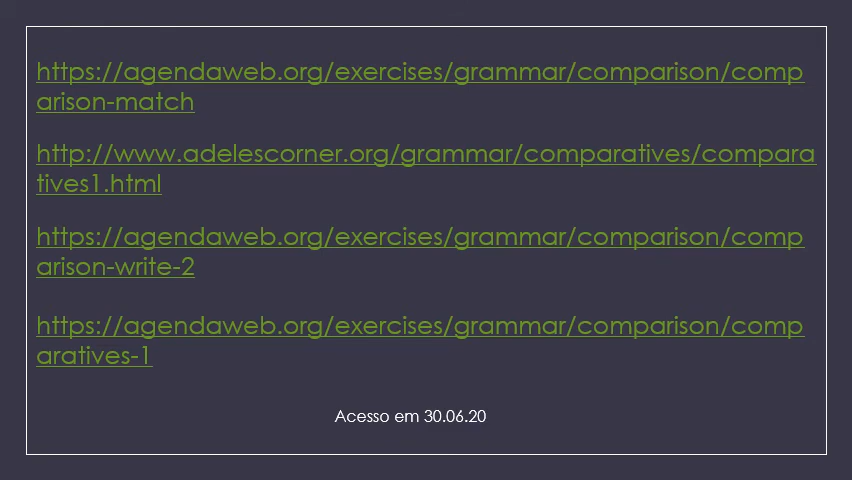 https://agendaweb.org/exercises/grammar/comparison/comp
arison-match
http://www.adelescorner.org/grammar/comparatives/compara
tives1.html
https://agendaweb.org/exercises/grammar/comparison/comp
arison-write-2
https://agendaweb.org/exercises/grammar/comparison/comp
aratives-1
Acesso em 30.06.20